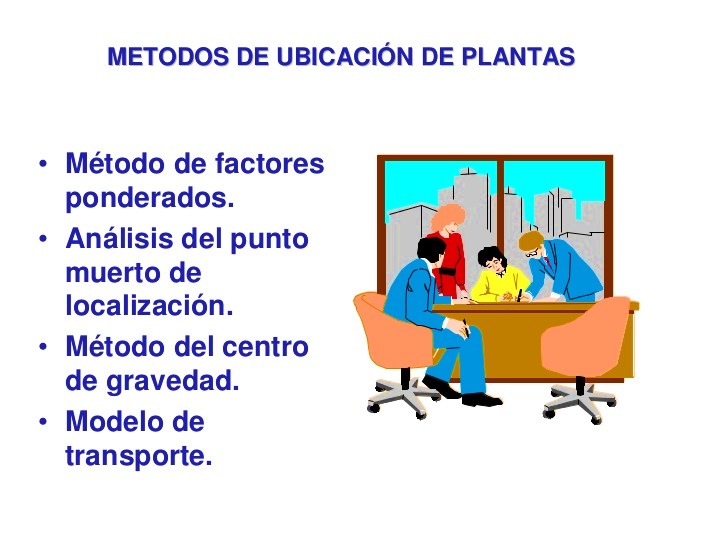 METODOS DE UBICACIÓN DE PLANTAS
• Método de factores
ponderados.
• Análisis del punto
muerto de
localización.
• Método del centro
de gravedad.
• Modelo de
transporte.